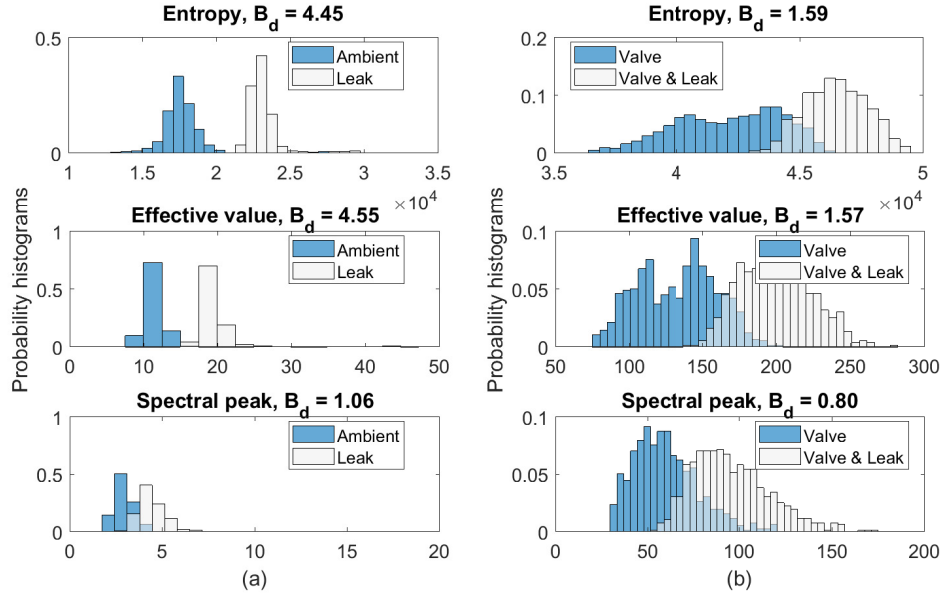 Entropy, B_d = 4.45
0.5
0
Ambient
Leak
1 1.5 2 2.5 3 3.5
×10⁴
Effective value, B_d = 4.55
1
0.5
0
Ambient
Leak
0 10 20 30 40 50
Spectral peak, B_d = 1.06
1
0.5
0
Ambient
Leak
0 5 10 15 20
Probability histograms
(a)
Entropy, B_d = 1.59
0.2
0.1
0
Valve
Valve & Leak
3.5 4 4.5 5
×10⁴
Effective value, B_d = 1.57
0.1
0.05
0
Valve
Valve & Leak
50 100 150 200 250 300
Spectral peak, B_d = 0.80
0.1
0.05
0
Valve
Valve & Leak
0 50 100 150 200
Probability histograms
(b)